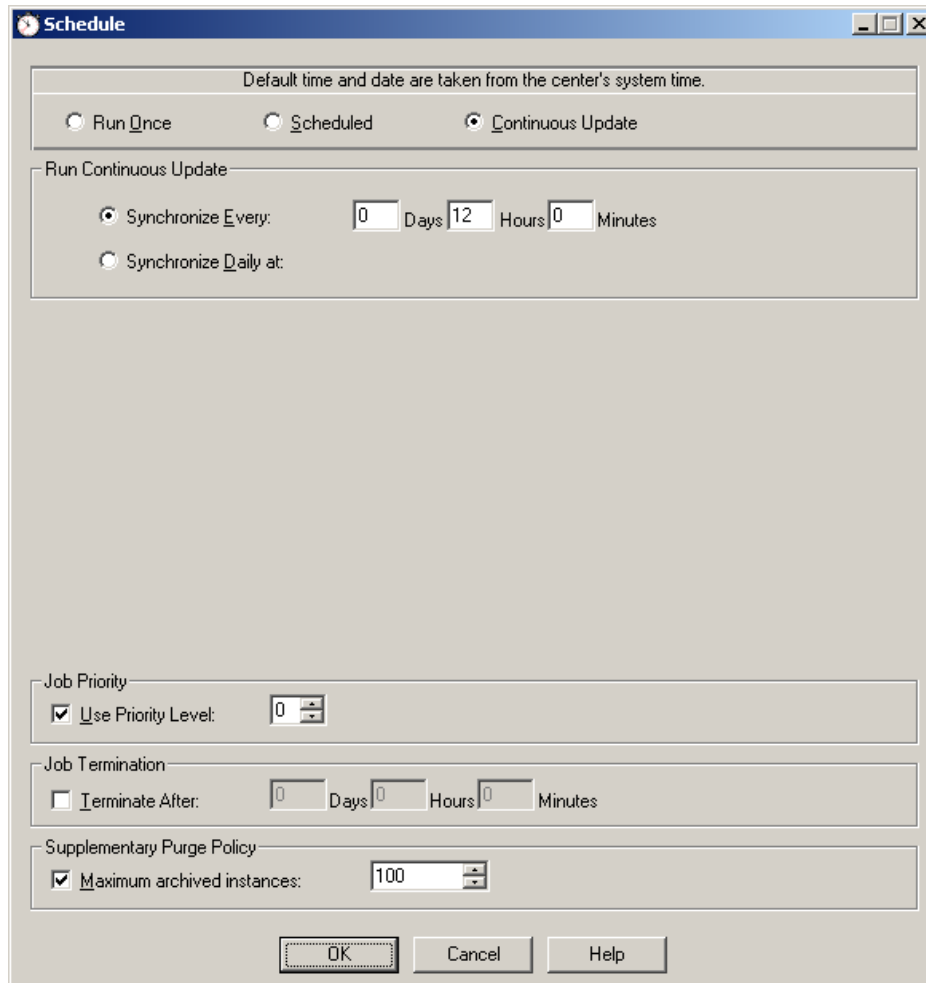 Schedule
Default time and date are taken from the center's system time.
Run Once Scheduled Continuous Update
Run Continuous Update
Synchronize Every: 0 Days 12 Hours 0 Minutes
Synchronize Daily at:
Job Priority
Use Priority Level: 0
Job Termination
Terminate After: 0 Days 0 Hours 0 Minutes
Supplementary Purge Policy
Maximum archived instances: 100
OK Cancel Help